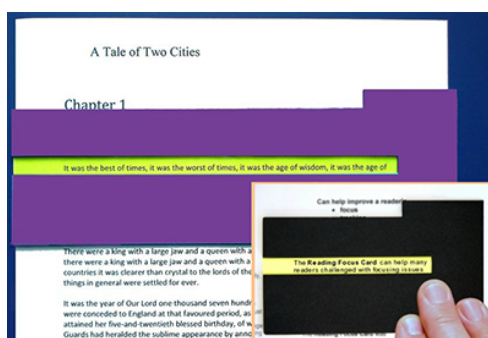 A Tale of Two Cities
Chapter 1
It was the best of times, it was the worst of times, it was the age of wisdom, it was the age of
There were a king with a large jaw and a queen with a
there were a king with a large jaw and a queen with a
countries it was clearer than crystal to the lords of the
things in general were settled for ever.
It was the year of Our Lord one thousand seven hundr
were conceded to England at that favoured period, as
attained her five-and-twentieth blessed birthday, of w
Guards had heralded the sublime appearance by anno
Can help improve a reader
• focus
The Reading Focus Card can help many
readers challenged with focusing issues